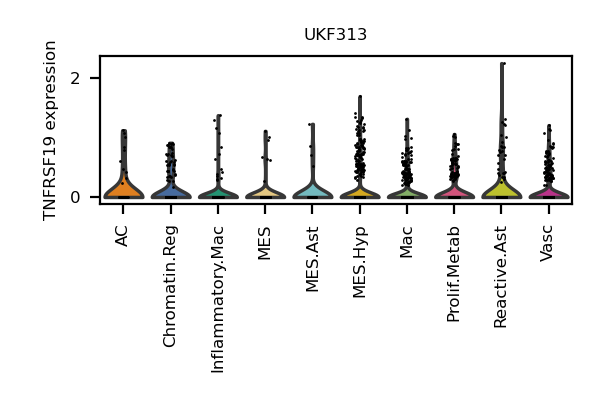 UKF313
TNFRSF19 expression
2
0
AC
Chromatin.Reg
Inflammatory.Mac
MES
MES.Ast
MES.Hyp
Mac
Prolif.Metab
Reactive.Ast
Vasc